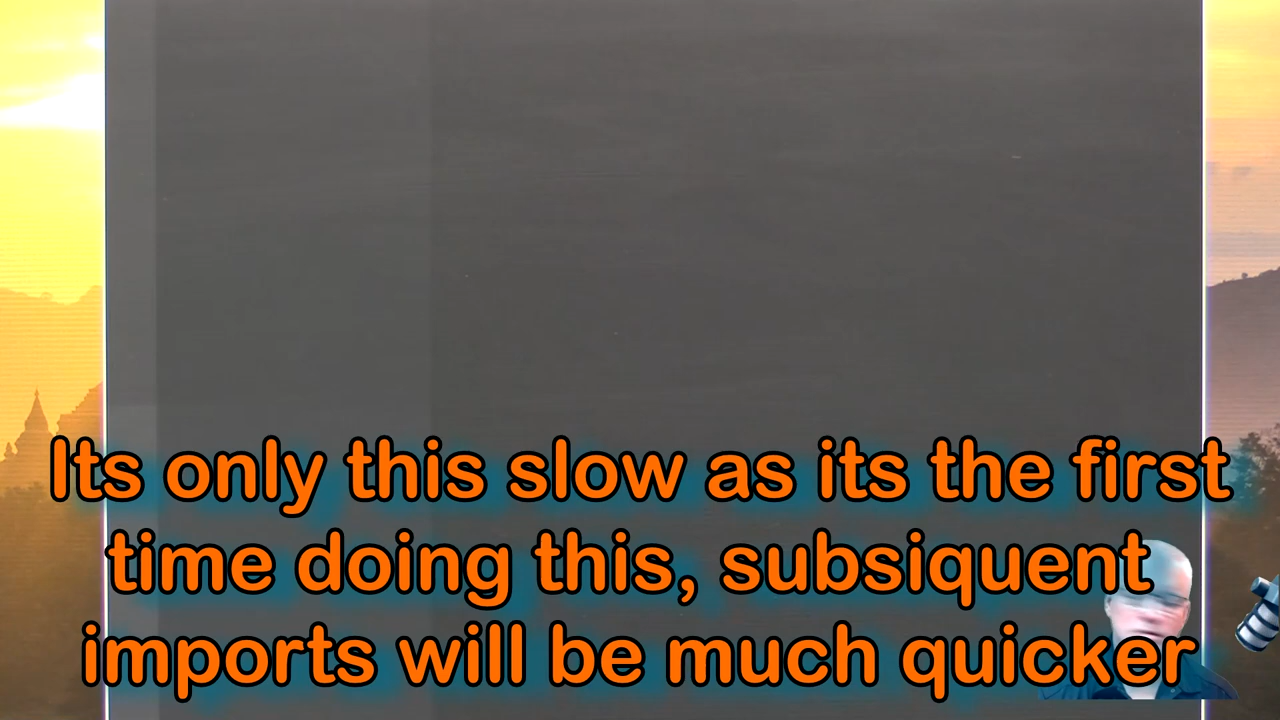 Its only this slow as its the first
time doing this, subsiquent
imports will be much quicker